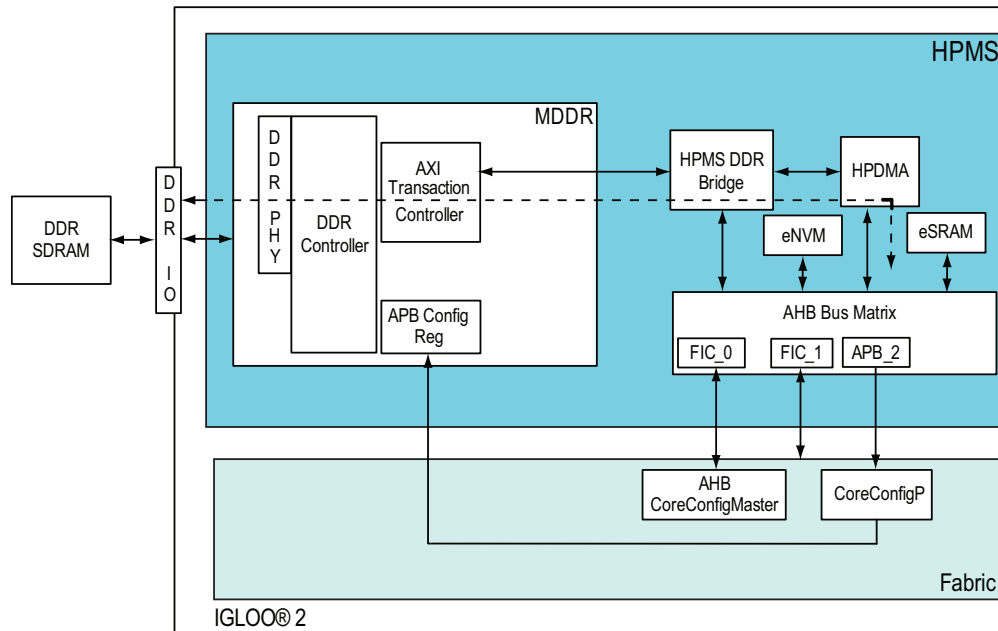 HPMS
MDDR
D
D
R
P
H
Y
DDR
Controller
AXI
Transaction
Controller
APB Config
Reg
HPMS DDR
Bridge
HPDMA
eNVM
eSRAM
AHB Bus Matrix
FIC_0
FIC_1
APB_2
D
D
R
IO
DDR
SDRAM
AHB
CoreConfigMaster
CoreConfigP
Fabric
IGLOO® 2